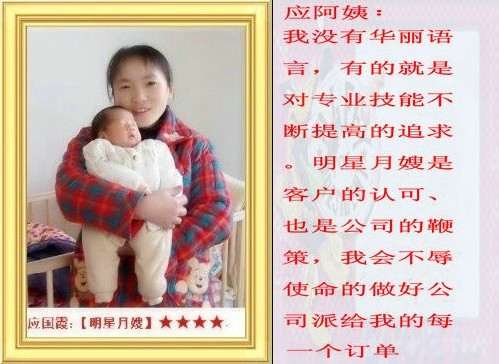 应国霞:【明星月嫂】★★★★.
应阿姨：
我没有华丽语
言，有的就是
对专业技能不
断提高的追求
。明星月嫂是
客户的认可、
也是公司的鞭
策，我会不辱
使命的做好公
司派给我的每
一个订单